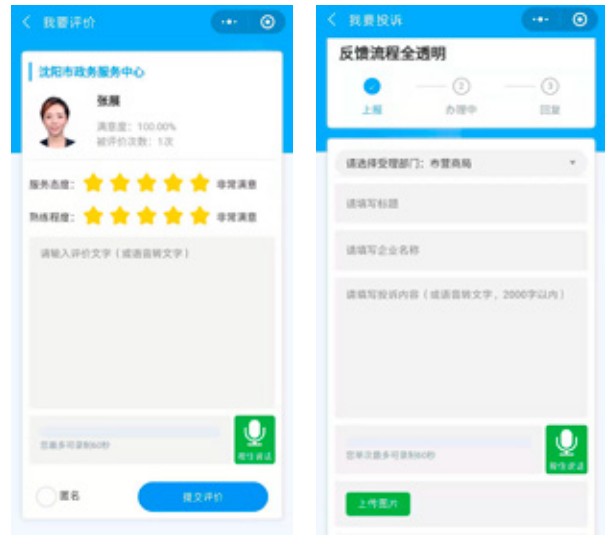 我要评价
沈阳市政务服务中心
张展
满意度：100.00%
被评价次数：1次
服务态度：非常满意
熟练程度：非常满意
请输入评价文字（或语音转文字）
您最多可录制60秒
按住说话
匿名
提交评价
我要投诉
反馈流程全透明
2
3
上报
办理中
回复
请选择受理部门：市营商局
请填写标题
请填写企业名称
请填写投诉内容（或语音转文字，2000字以内）
您单次最多可录制60秒
按住说话
上传图片